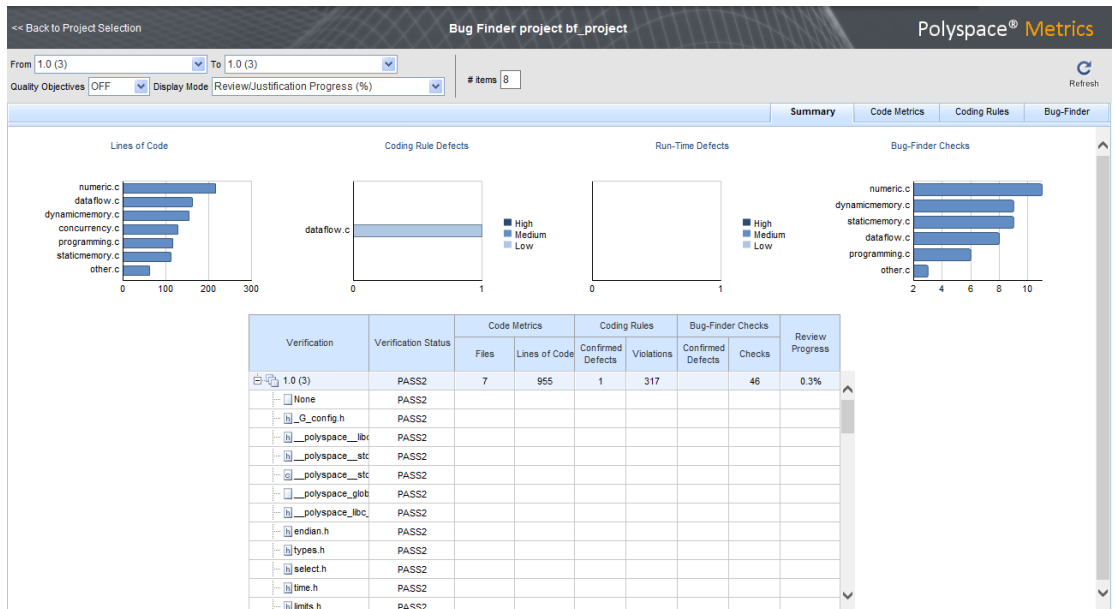 << Back to Project Selection
Bug Finder project bf_project
Polyspace® Metrics
From 1.0 (3) To 1.0 (3)
Quality Objectives OFF Display Mode Review/Justification Progress (%)
# items 8
Refresh
Summary Code Metrics Coding Rules Bug-Finder
Lines of Code
numeric.c
dataflow.c
dynamicmemory.c
concurrency.c
programming.c
staticmemory.c
other.c
0 100 200 300
Coding Rule Defects
dataflow.c
0 1
High
Medium
Low
Run-Time Defects
0 1
High
Medium
Low
Bug-Finder Checks
numeric.c
dynamicmemory.c
staticmemory.c
dataflow.c
programming.c
other.c
2 4 6 8 10
Verification Verification Status Code Metrics Coding Rules Bug-Finder Checks Review Progress
Files Lines of Code Confirmed Defects Violations Confirmed Defects Checks
1.0 (3) PASS2 7 955 1 317 46 0.3%
None PASS2
h _G_config.h PASS2
h __polyspace__libc PASS2
h __polyspace__stc PASS2
c __polyspace__stc PASS2
__polyspace_glob PASS2
h __polyspace_libc_ PASS2
h endian.h PASS2
h types.h PASS2
h select.h PASS2
h time.h PASS2
h limits.h PASS2